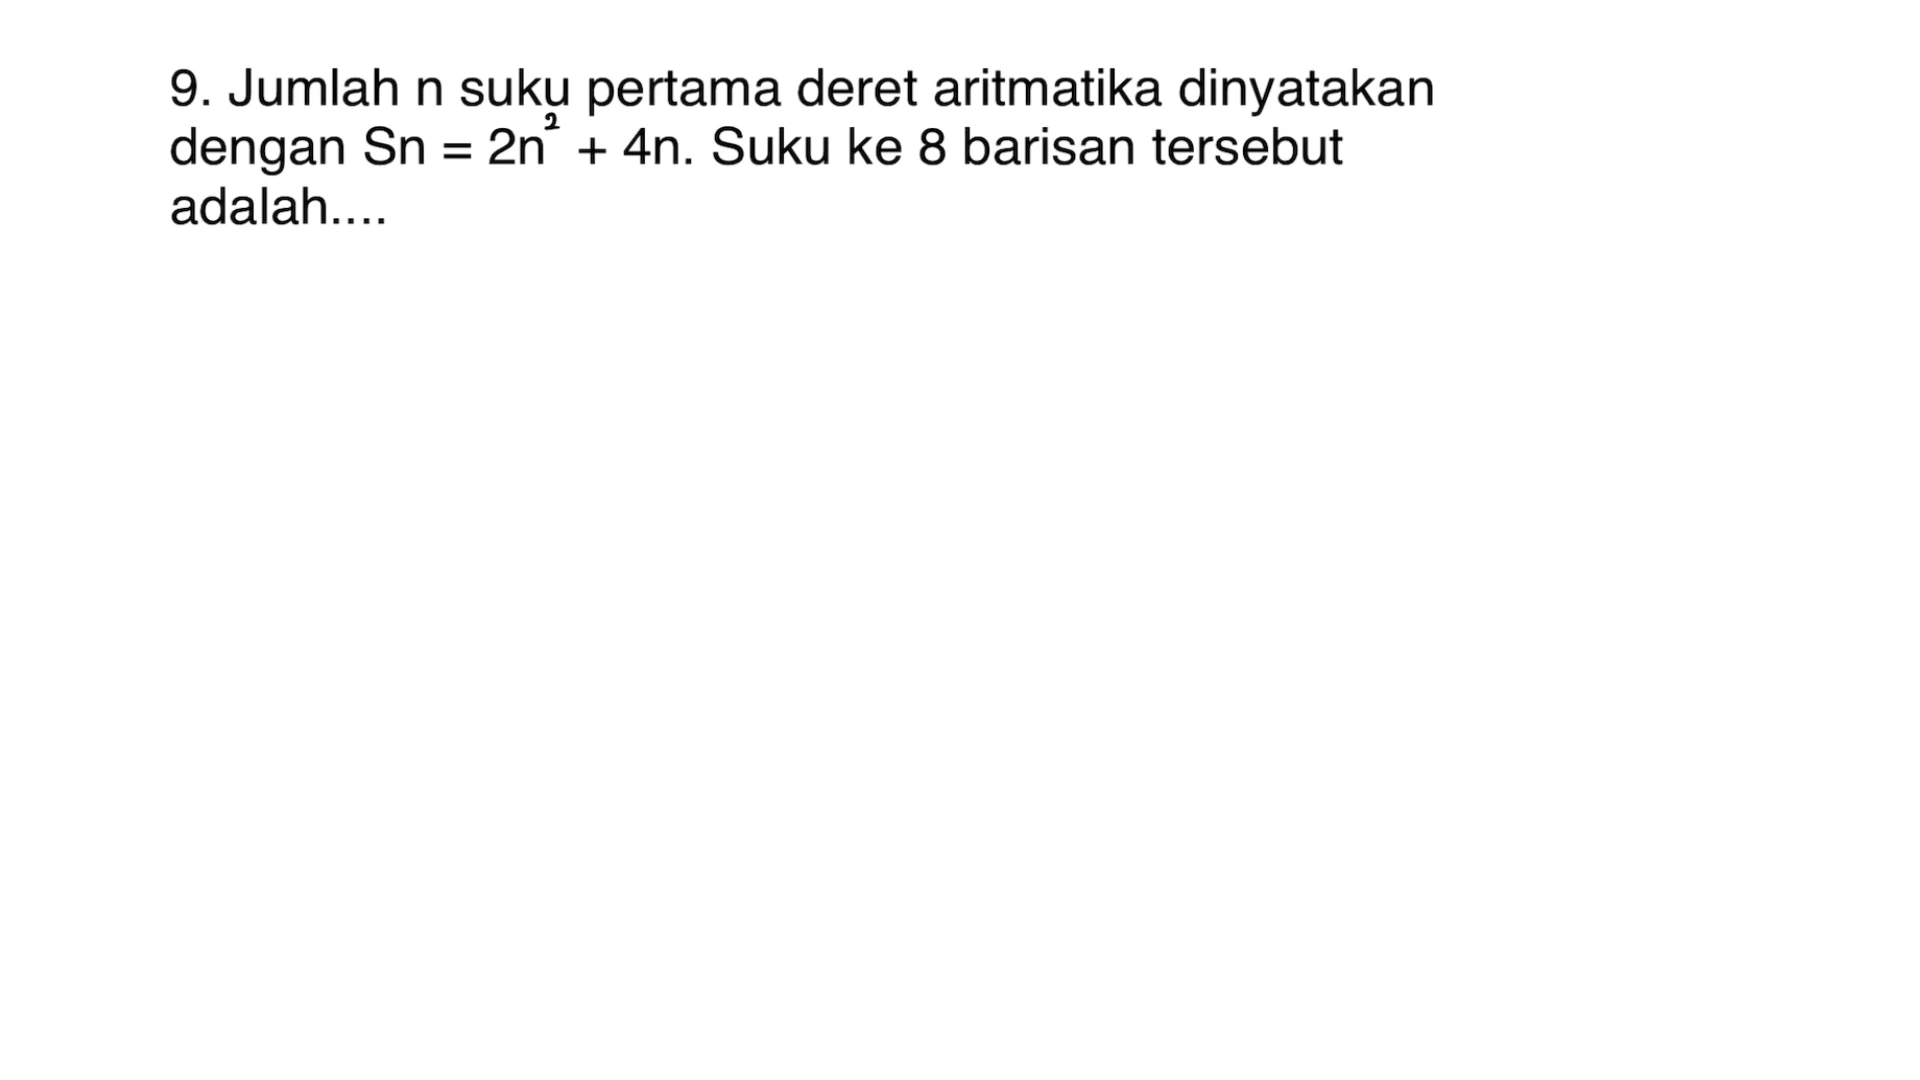 9. Jumlah n suku pertama deret aritmatika dinyatakan
dengan Sn = 2n² + 4n. Suku ke 8 barisan tersebut
adalah....